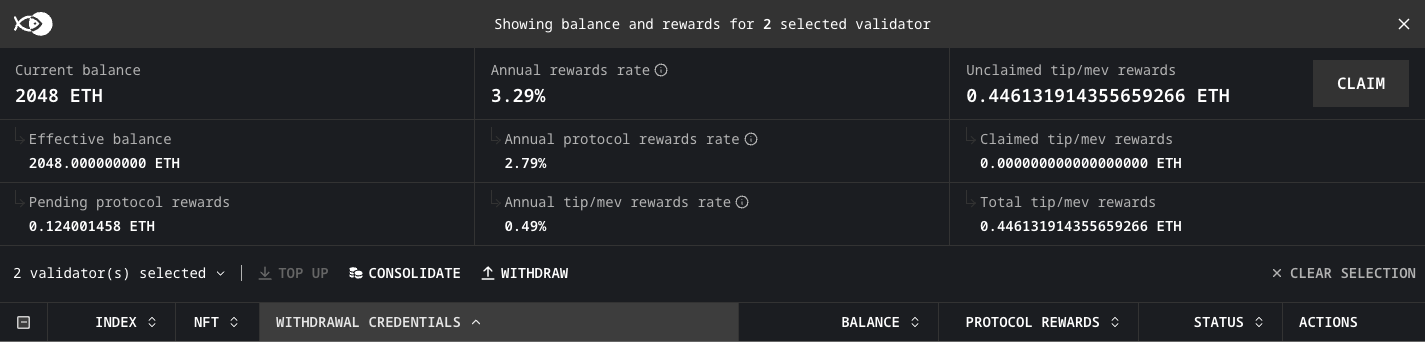 Showing balance and rewards for 2 selected validator
Current balance
2048 ETH
Annual rewards rate
3.29%
Unclaimed tip/mev rewards
0.446131914355659266 ETH
CLAIM
Effective balance
2048.000000000 ETH
Annual protocol rewards rate
2.79%
Claimed tip/mev rewards
0.000000000000000000 ETH
Pending protocol rewards
0.124001458 ETH
Annual tip/mev rewards rate
0.49%
Total tip/mev rewards
0.446131914355659266 ETH
2 validator(s) selected TOP UP CONSOLIDATE WITHDRAW CLEAR SELECTION
INDEX NFT WITHDRAWAL CREDENTIALS BALANCE PROTOCOL REWARDS STATUS ACTIONS